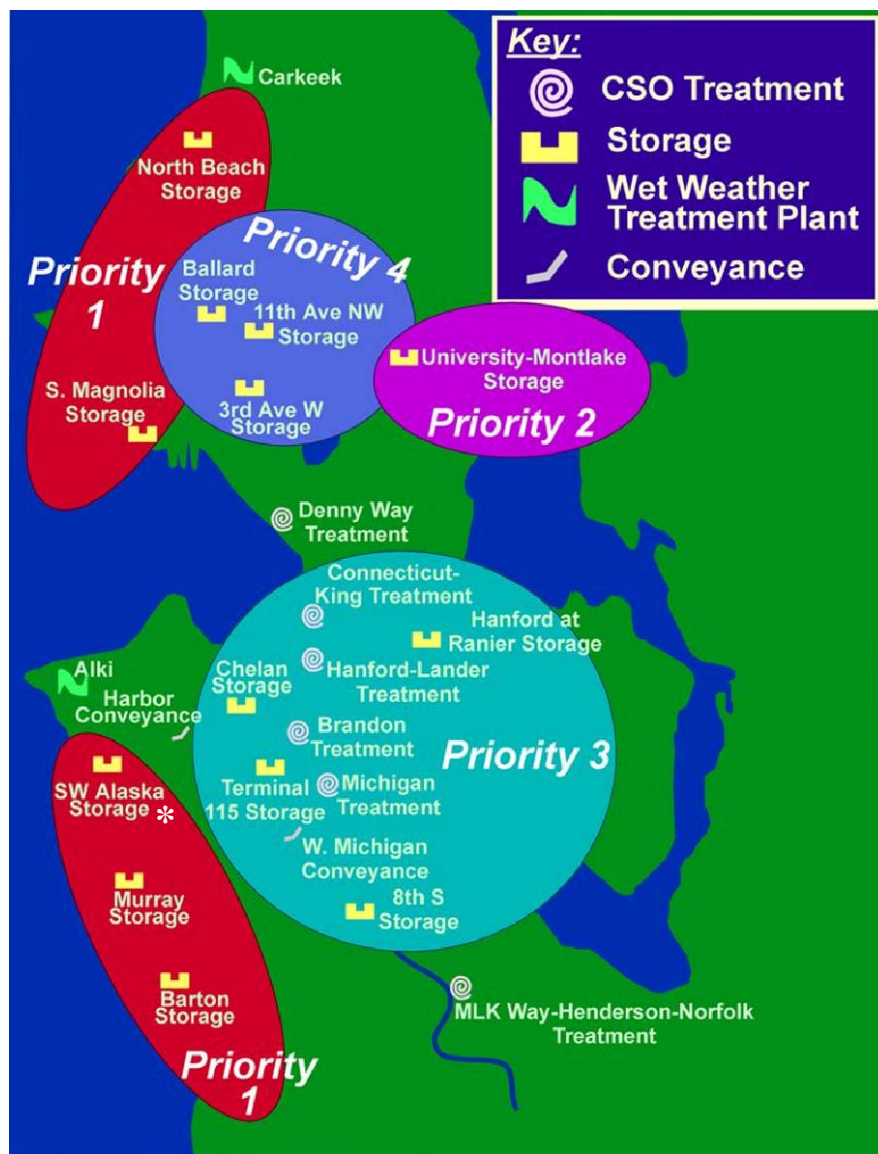 Key:
CSO Treatment
Storage
Wet Weather
Treatment Plant
Conveyance
Carkeek
North Beach
Storage
Priority
1
Priority 4
Ballard
Storage
11th Ave NW
Storage
3rd Ave W
Storage
S. Magnolia
Storage
University-Montlake
Storage
Priority 2
Denny Way
Treatment
Connecticut-
King Treatment
Hanford at
Ranier Storage
Hanford-Lander
Treatment
Chelan
Storage
Brandon
Treatment
Priority 3
Terminal
115 Storage
Michigan
Treatment
W. Michigan
Conveyance
8th S
Storage
Alki
Harbor
Conveyance
SW Alaska
Storage *
Murray
Storage
Barton
Storage
Priority
1
MLK Way-Henderson-Norfolk
Treatment